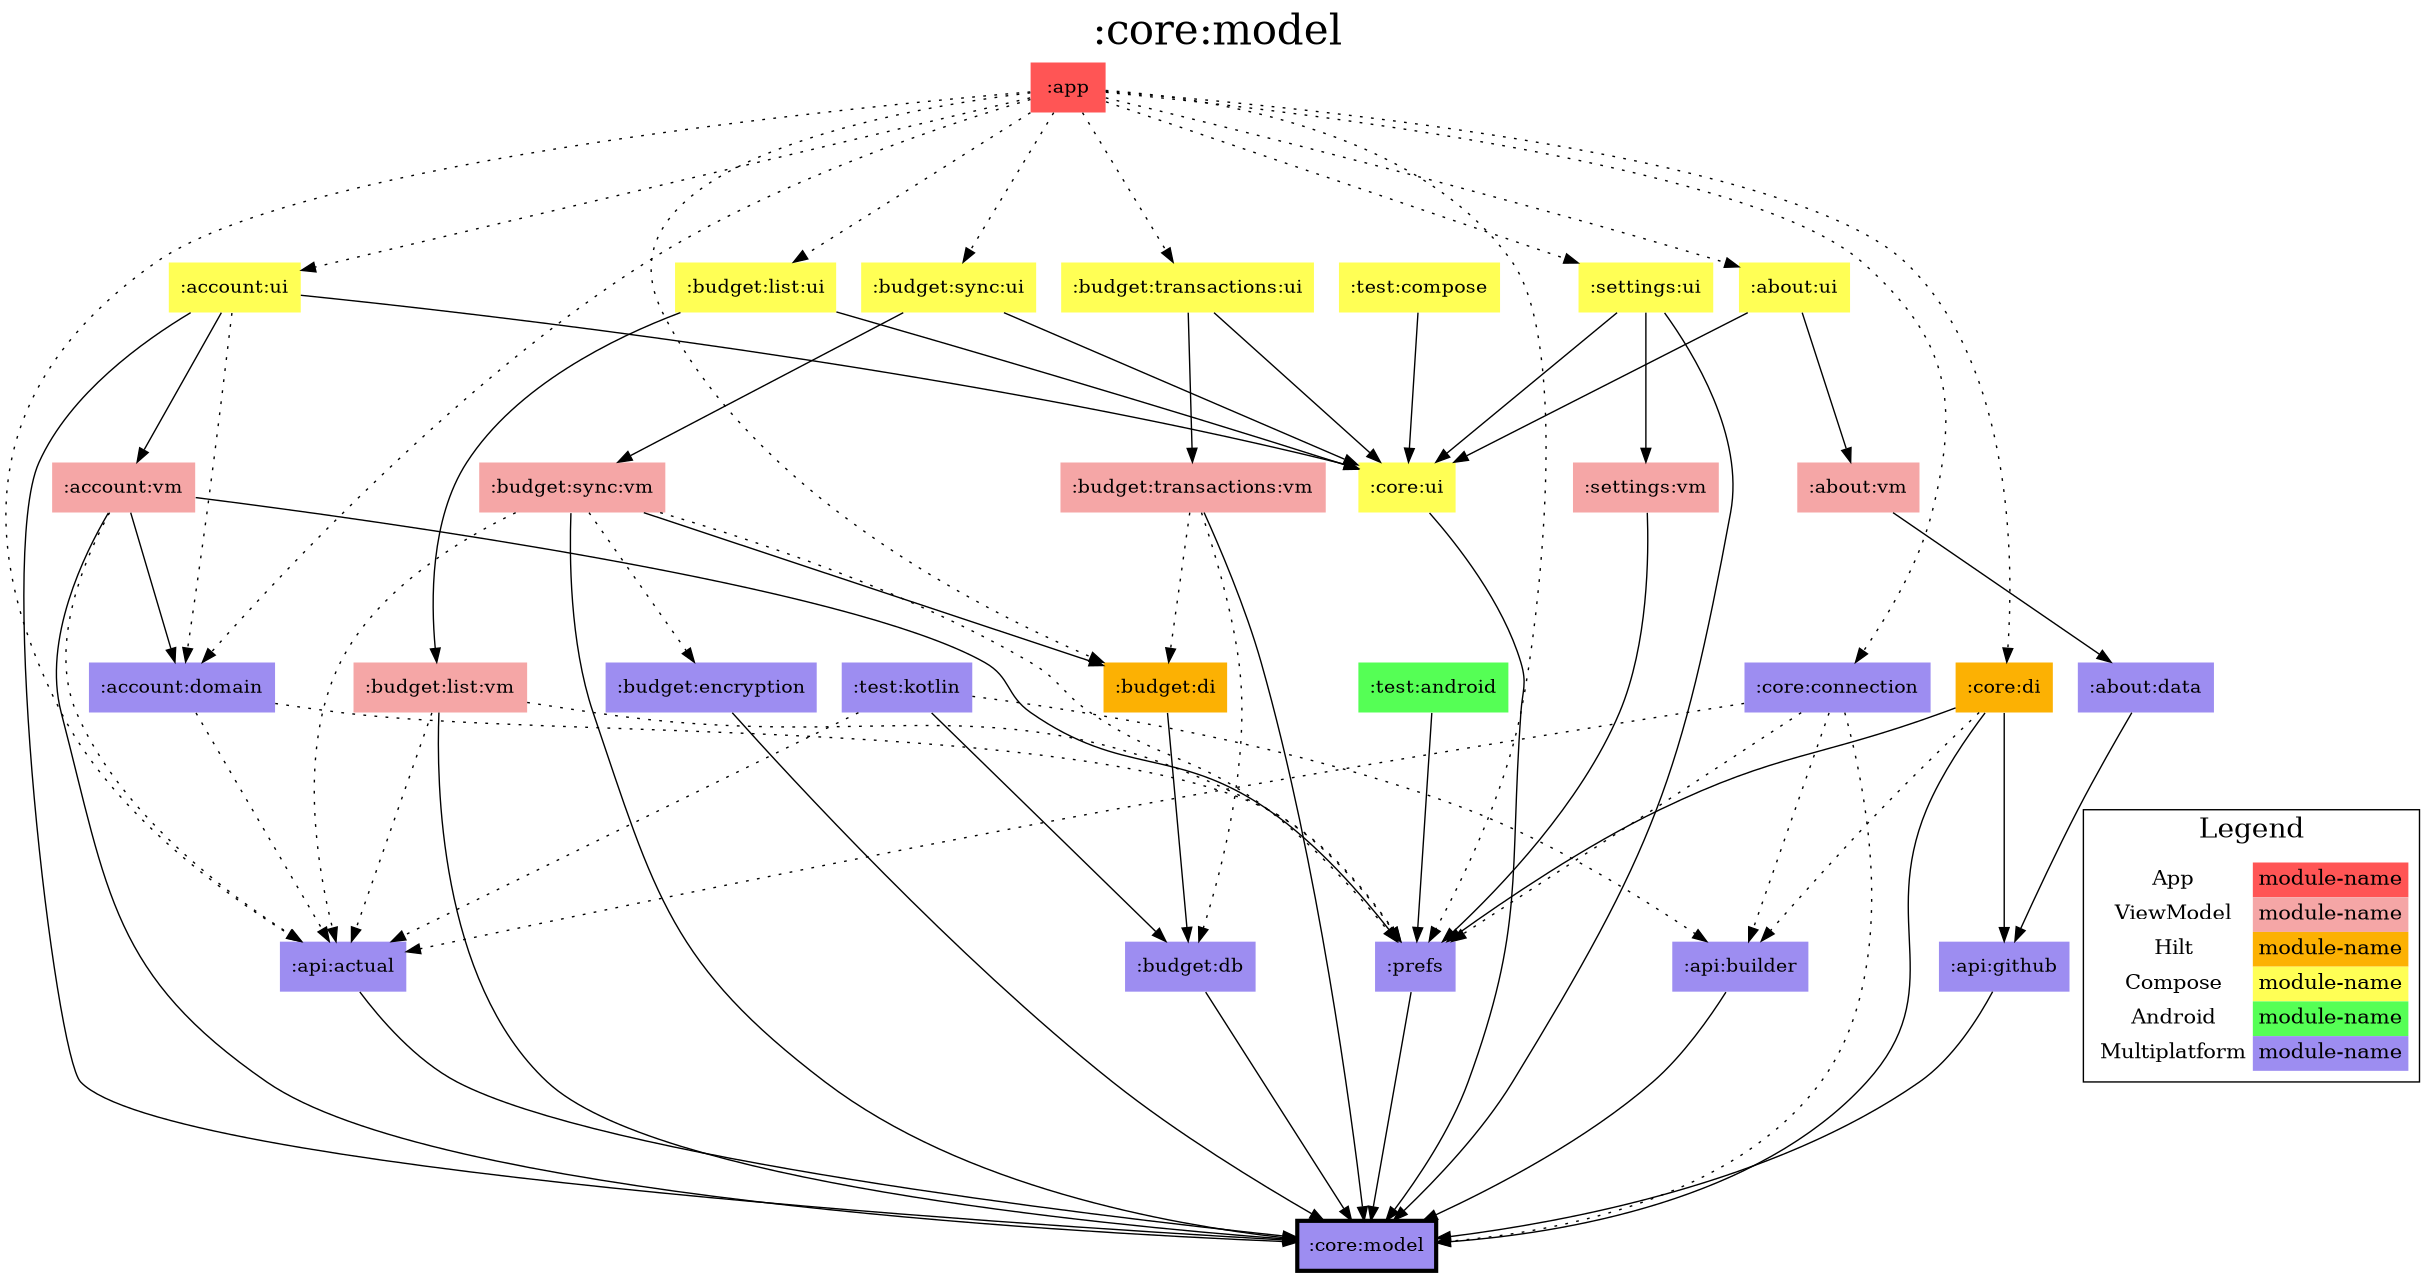 :core:model
:app
:account:ui
:budget:list:ui
:budget:sync:ui
:budget:transactions:ui
:test:compose
:settings:ui
:about:ui
:account:vm
:budget:sync:vm
:budget:transactions:vm
:core:ui
:settings:vm
:about:vm
:account:domain
:budget:list:vm
:budget:encryption
:test:kotlin
:budget:di
:test:android
:core:connection
:core:di
:about:data
:api:actual
:budget:db
:prefs
:api:builder
:api:github
Legend
App module-name
ViewModel module-name
Hilt module-name
Compose module-name
Android module-name
Multiplatform module-name
:core:model